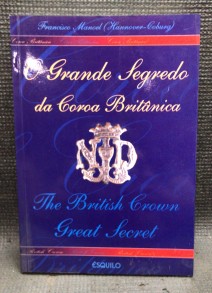 Francisco Manoel (Hannover-Coburg)
O Grande Segredo
da Coroa Britânica
The British Crown
Great Secret
ESQUILO